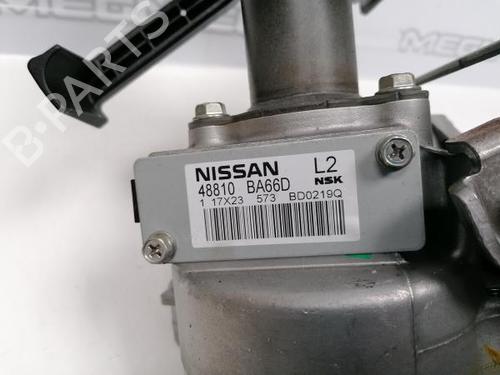 NISSAN L2
48810 BA66D NSK
1 17X23 573 BD0219Q
B-PARTS